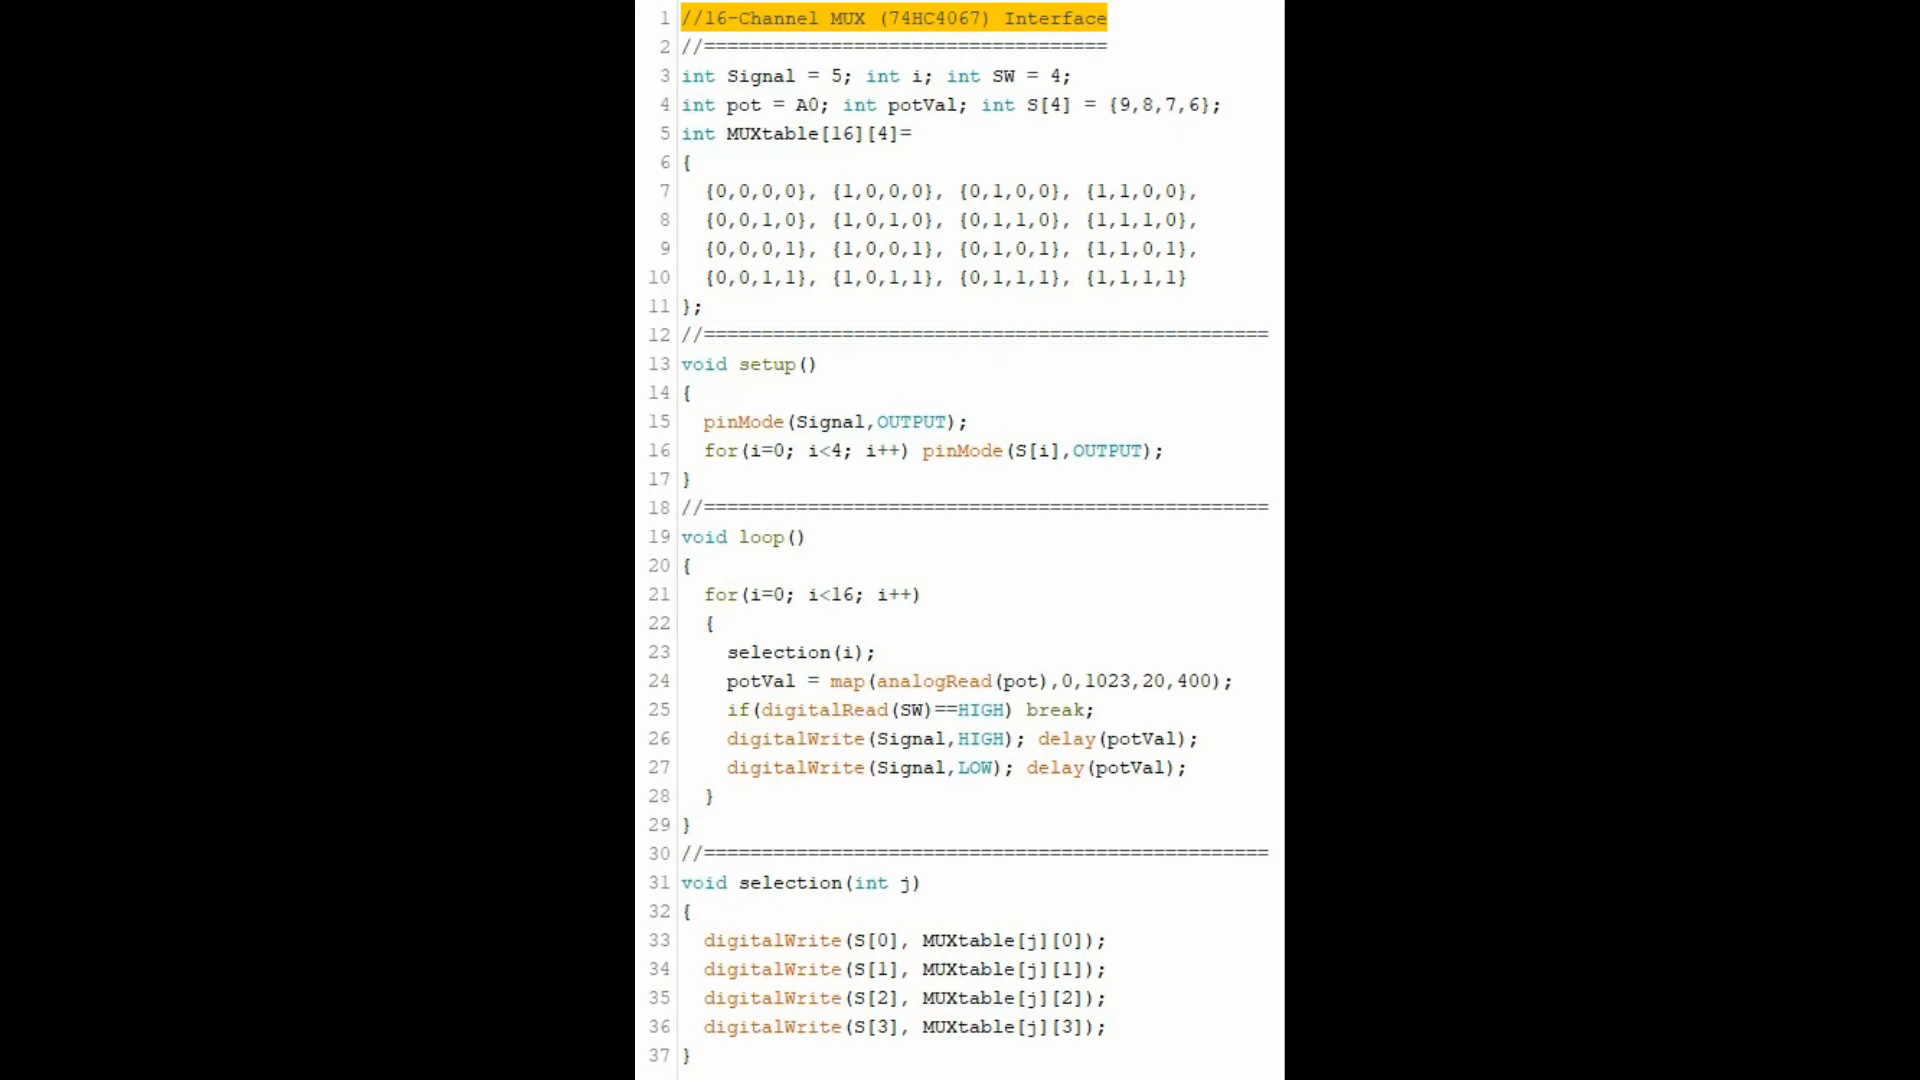 1 //16-Channel MUX (74HC4067) Interface
2 //===================================
3 int Signal = 5; int i; int SW = 4;
4 int pot = A0; int potVal; int S[4] = {9,8,7,6};
5 int MUXtable[16][4]=
6 {
7 {0,0,0,0}, {1,0,0,0}, {0,1,0,0}, {1,1,0,0},
8 {0,0,1,0}, {1,0,1,0}, {0,1,1,0}, {1,1,1,0},
9 {0,0,0,1}, {1,0,0,1}, {0,1,0,1}, {1,1,0,1},
10 {0,0,1,1}, {1,0,1,1}, {0,1,1,1}, {1,1,1,1}
11 };
12 //=================================================
13 void setup()
14 {
15 pinMode(Signal,OUTPUT);
16 for(i=0; i<4; i++) pinMode(S[i],OUTPUT);
17 }
18 //=================================================
19 void loop()
20 {
21 for(i=0; i<16; i++)
22 {
23 selection(i);
24 potVal = map(analogRead(pot),0,1023,20,400);
25 if(digitalRead(SW)==HIGH) break;
26 digitalWrite(Signal,HIGH); delay(potVal);
27 digitalWrite(Signal,LOW); delay(potVal);
28 }
29 }
30 //=================================================
31 void selection(int j)
32 {
33 digitalWrite(S[0], MUXtable[j][0]);
34 digitalWrite(S[1], MUXtable[j][1]);
35 digitalWrite(S[2], MUXtable[j][2]);
36 digitalWrite(S[3], MUXtable[j][3]);
37 }